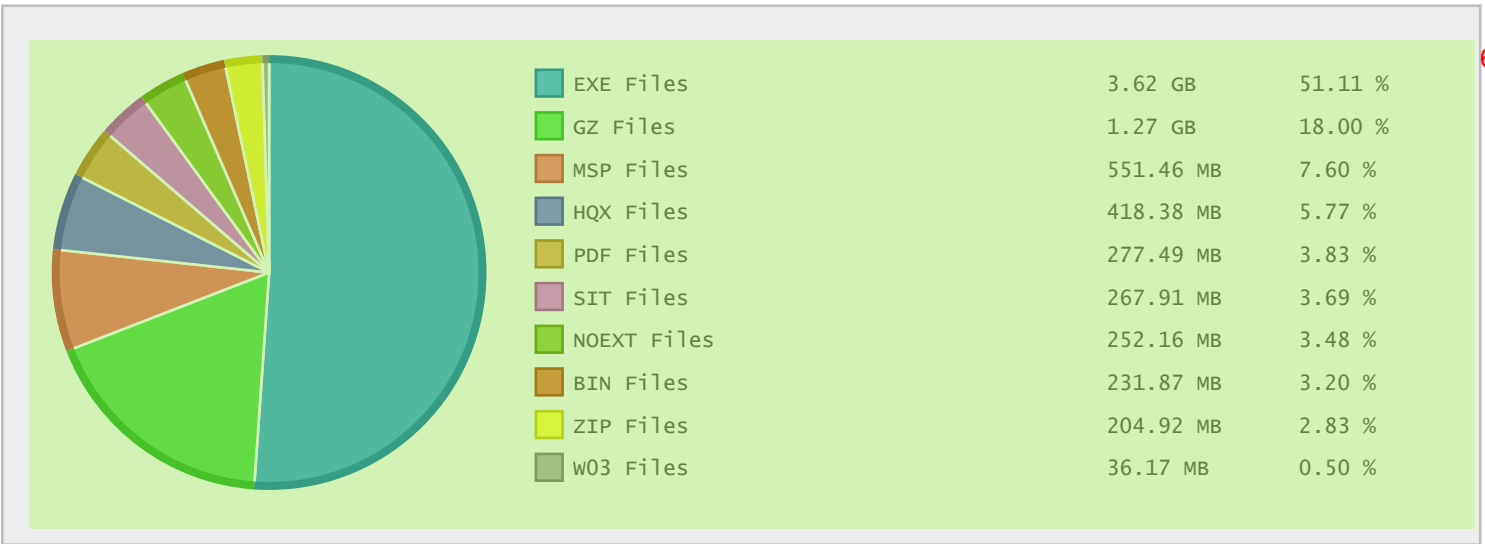 EXE Files 3.62 GB 51.11 %
GZ Files 1.27 GB 18.00 %
MSP Files 551.46 MB 7.60 %
HQX Files 418.38 MB 5.77 %
PDF Files 277.49 MB 3.83 %
SIT Files 267.91 MB 3.69 %
NOEXT Files 252.16 MB 3.48 %
BIN Files 231.87 MB 3.20 %
ZIP Files 204.92 MB 2.83 %
WO3 Files 36.17 MB 0.50 %